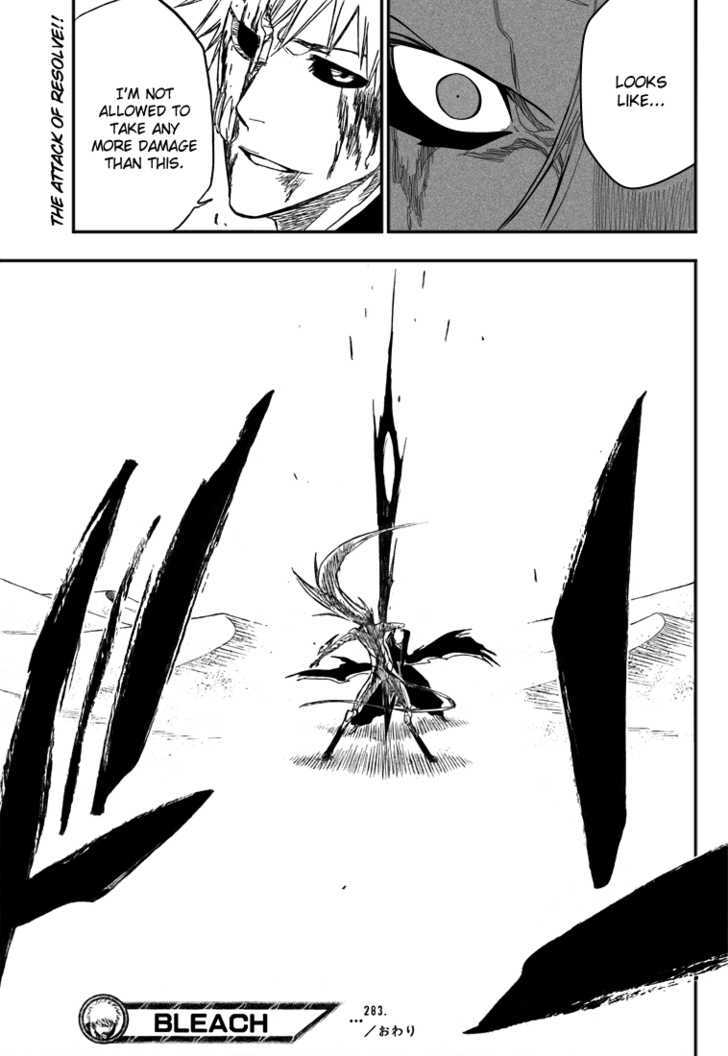 LOOKS
LIKE...
I'M NOT
ALLOWED TO
TAKE ANY
MORE DAMAGE
THAN THIS.
THE ATTACK OF RESOLVE!!
BLEACH
283.
...
／おわり